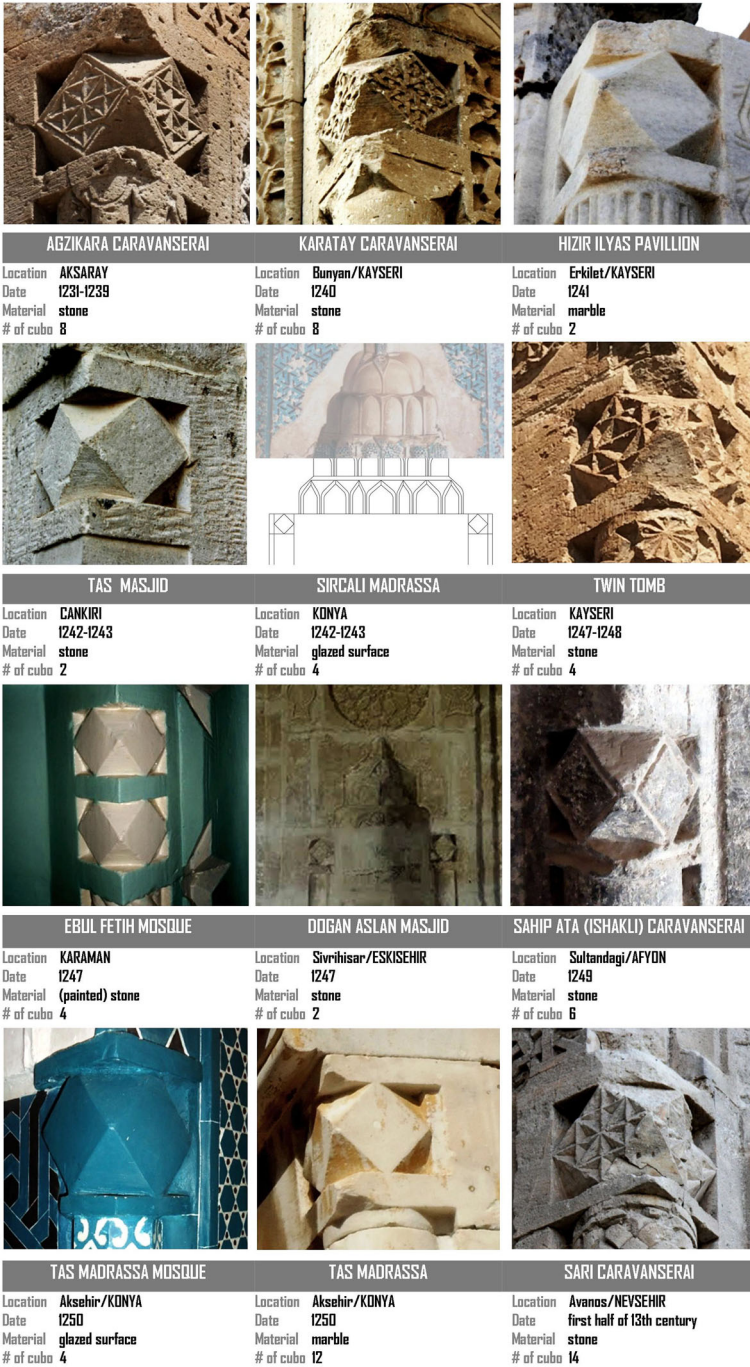 AGZIKARA CARAVANSERAI
Location AKSARAY
Date 1231-1239
Material stone
# of cubo 8
KARATAY CARAVANSERAI
Location Bunyan/KAYSERI
Date 1240
Material stone
# of cubo 8
HIZIR ILYAS PAVILLION
Location Erkilet/KAYSERI
Date 1241
Material marble
# of cubo 2
TAS MASJID
Location CANKIRI
Date 1242-1243
Material stone
# of cubo 2
SIRCALI MADRASSA
Location KONYA
Date 1242-1243
Material glazed surface
# of cubo 4
TWIN TOMB
Location KAYSERI
Date 1247-1248
Material stone
# of cubo 4
EBUL FETIH MOSQUE
Location KARAMAN
Date 1247
Material (painted) stone
# of cubo 4
DOGAN ASLAN MASJID
Location Sivrihisar/ESKISEHIR
Date 1247
Material stone
# of cubo 2
SAHIP ATA (ISHAKLI) CARAVANSERAI
Location Sultandagi/AFYON
Date 1249
Material stone
# of cubo 6
TAS MADRASSA MOSQUE
Location Aksehir/KONYA
Date 1250
Material glazed surface
# of cubo 4
TAS MADRASSA
Location Aksehir/KONYA
Date 1250
Material marble
# of cubo 12
SARI CARAVANSERAI
Location Avanos/NEVSEHIR
Date first half of 13th century
Material stone
# of cubo 14